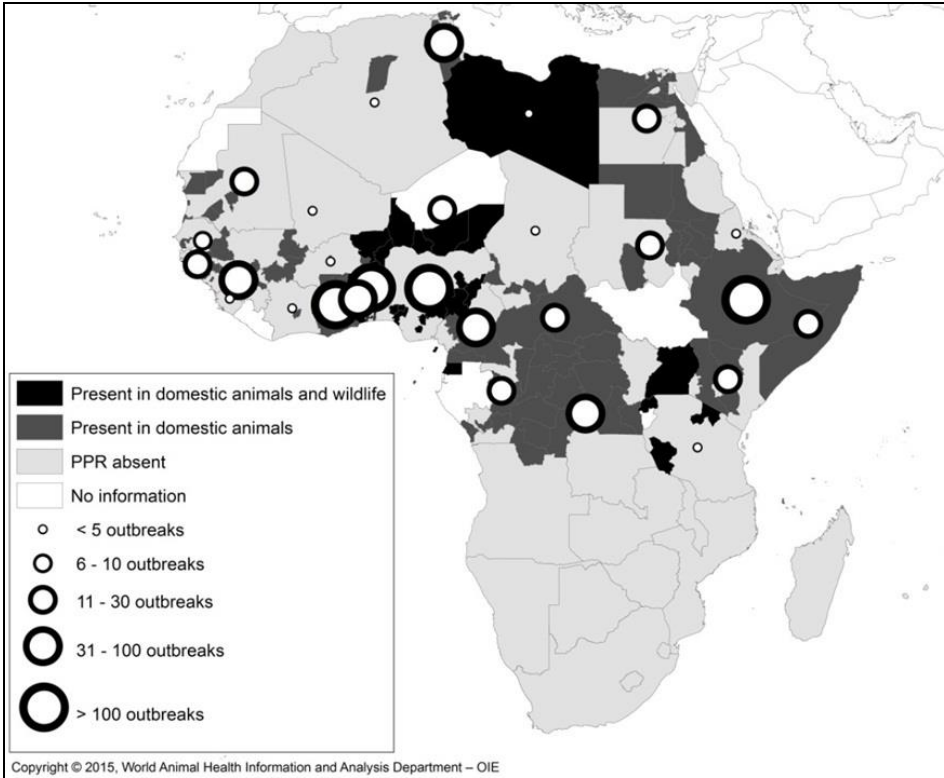 Present in domestic animals and wildlife
Present in domestic animals
PPR absent
No information
< 5 outbreaks
6 - 10 outbreaks
11 - 30 outbreaks
31 - 100 outbreaks
> 100 outbreaks
Copyright © 2015, World Animal Health Information and Analysis Department – OIE